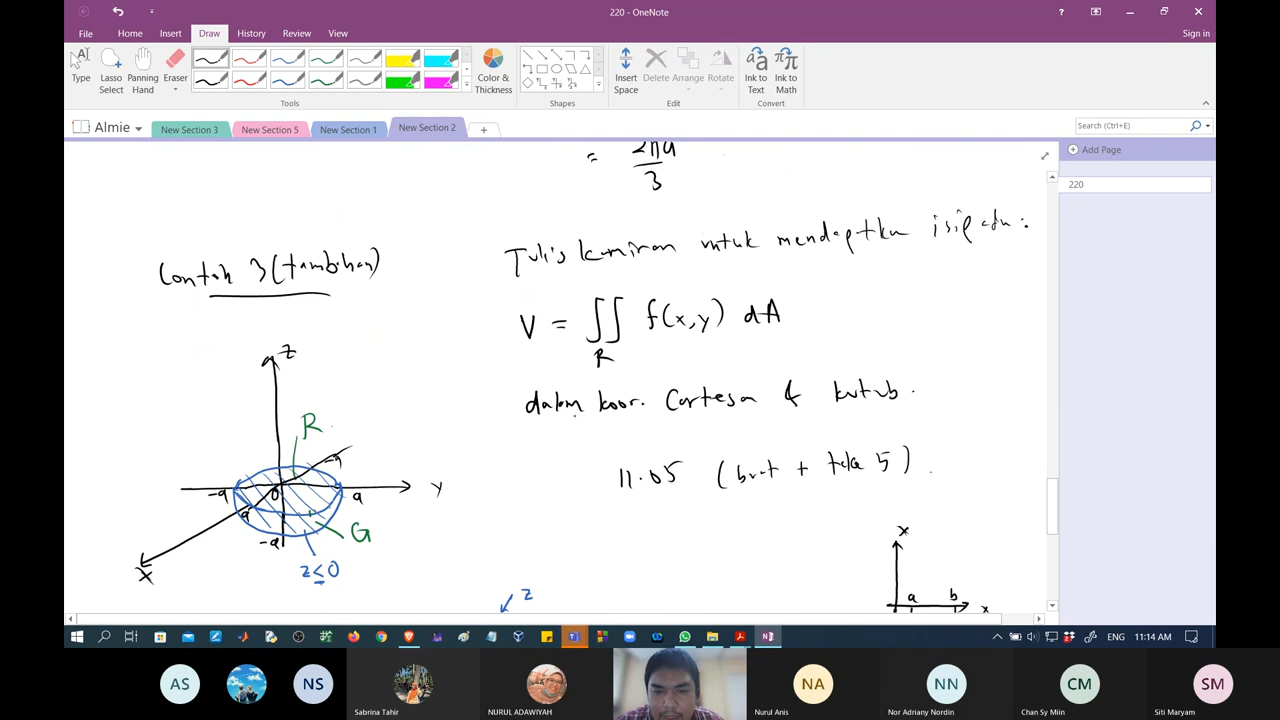 220 - OneNote
? 
File Home Insert Draw History Review View Sign in
Type Lasso Select Panning Hand Eraser Color & Thickness Insert Space Delete Arrange Rotate Ink to Text Ink to Math
Tools Shapes Edit Convert
Almie New Section 3 New Section 5 New Section 1 New Section 2 + Search (Ctrl+E)
Add Page
220
= 2πa
3
Contoh 3 (tambahan)
Tulis kamiran untuk mendapatkan isipadu :
V = ∬ f(x,y) dA
R
dalam koor. Cartesan & kutub.
11.05 (buat + teka 5).
z
R
-a
-a 0 a y
a
G
-a
x
z ≤ 0
z
x
a b
x
ENG 11:14 AM
AS NS NA NN CM SM
Sabrina Tahir NURUL ADAWIYAH Nurul Anis Nor Adriany Nordin Chan Sy Miin Siti Maryam